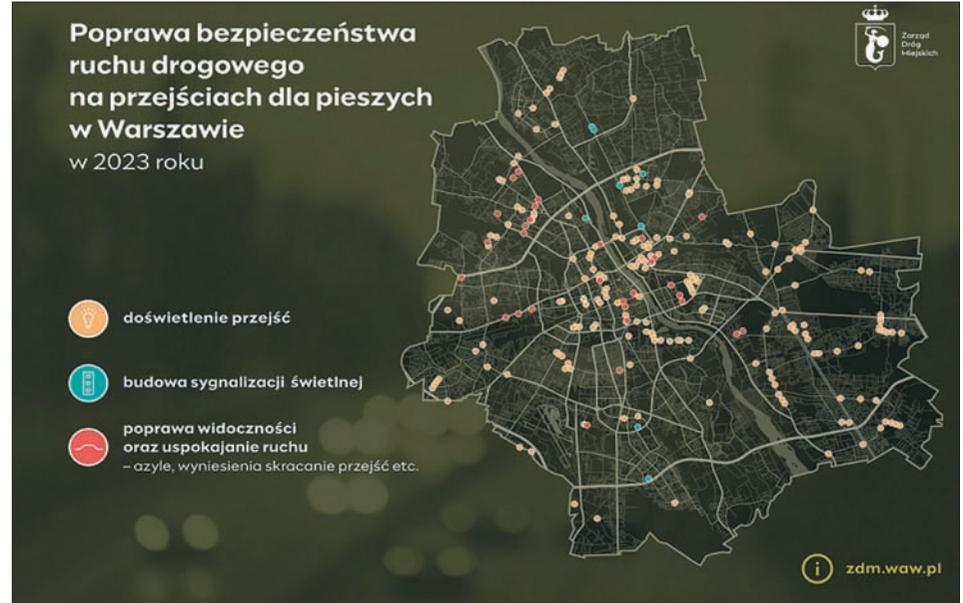 Poprawa bezpieczeństwa
ruchu drogowego
na przejściach dla pieszych
w Warszawie
w 2023 roku
Zarząd
Dróg
Miejskich
doświetlenie przejść
budowa sygnalizacji świetlnej
poprawa widoczności
oraz uspokajanie ruchu
– azyle, wyniesienia skracanie przejść etc.
zdm.waw.pl